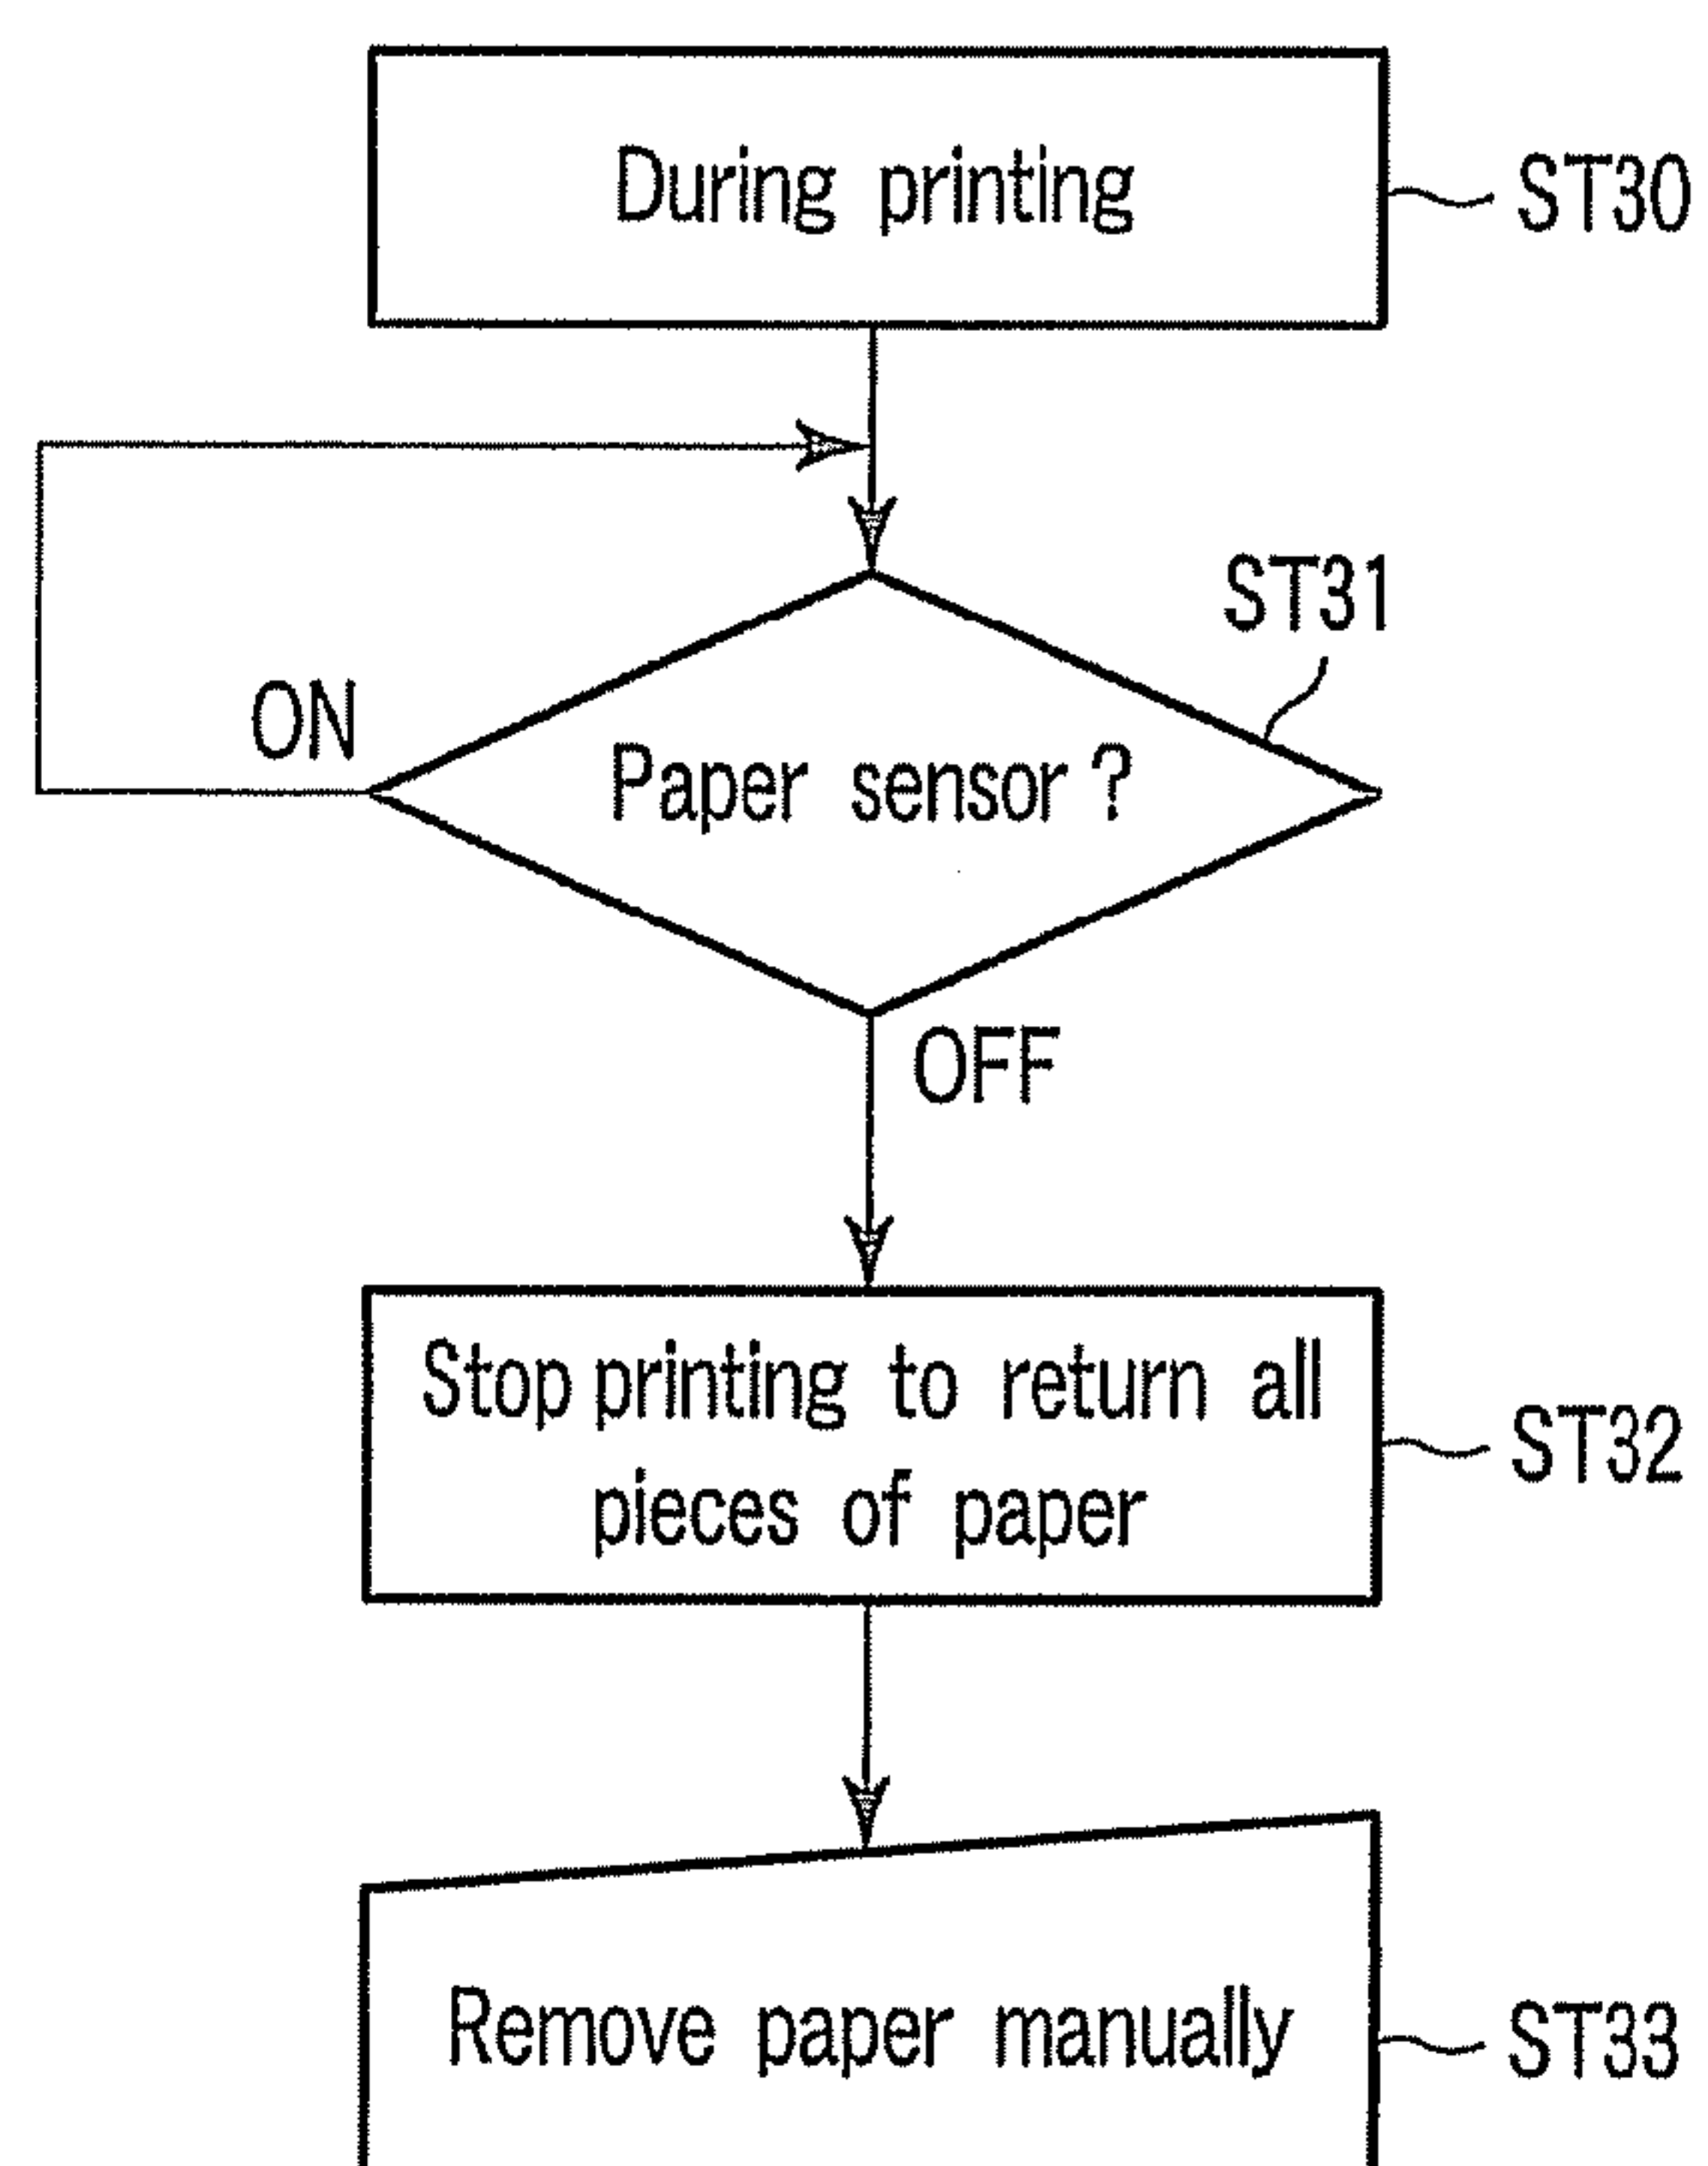 During printing
ST30
ST31
ON
Paper sensor ?
OFF
Stop printing to return all
pieces of paper
ST32
Remove paper manually
ST33